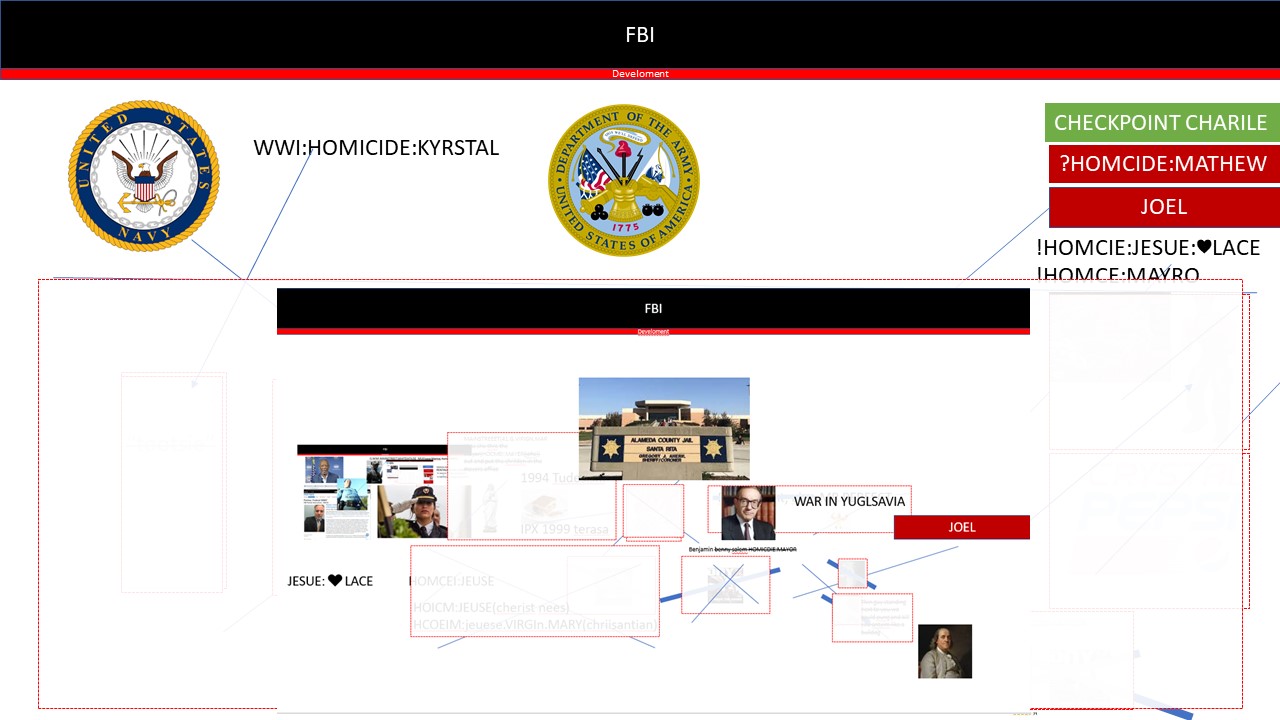 FBI
Develoment
UNITED STATES NAVY
WWI:HOMICIDE:KYRSTAL
DEPARTMENT OF THE ARMY
UNITED STATES OF AMERICA
1775
CHECKPOINT CHARILE
?HOMCIDE:MATHEW
JOEL
!HOMCIE:JESUE:♥LACE
!HOMCE:MAYRO
FBI
Develoment
ALAMEDA COUNTY JAIL
SANTA RITA
GREGORY J. AHERN
SHERIFF/CORONER
1994
IPX 1999 terasa
WAR IN YUGLSAVIA
JOEL
Benjamin bonny salom HOMICDIE:MAYOR
JESUE:♥LACE
HOMCEI:JEUSE
HOICM:JEUSE(cherist nees)
HCOEIM:jeuese,VIRGIn,MARY(chriisantian)